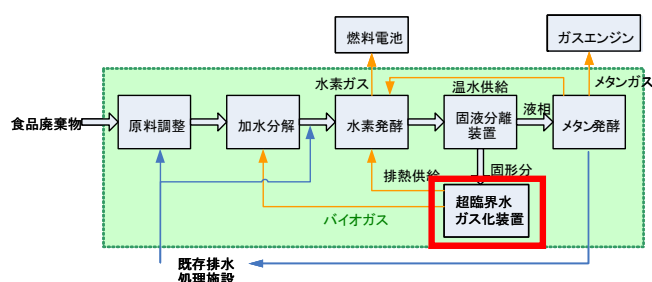 燃料電池
ガスエンジン
水素ガス
温水供給
メタンガス
食品廃棄物
原料調整
加水分解
水素発酵
固液分離
装置
液相
メタン発酵
排熱供給
固形分
超臨界水
ガス化装置
バイオガス
既存排水
処理施設